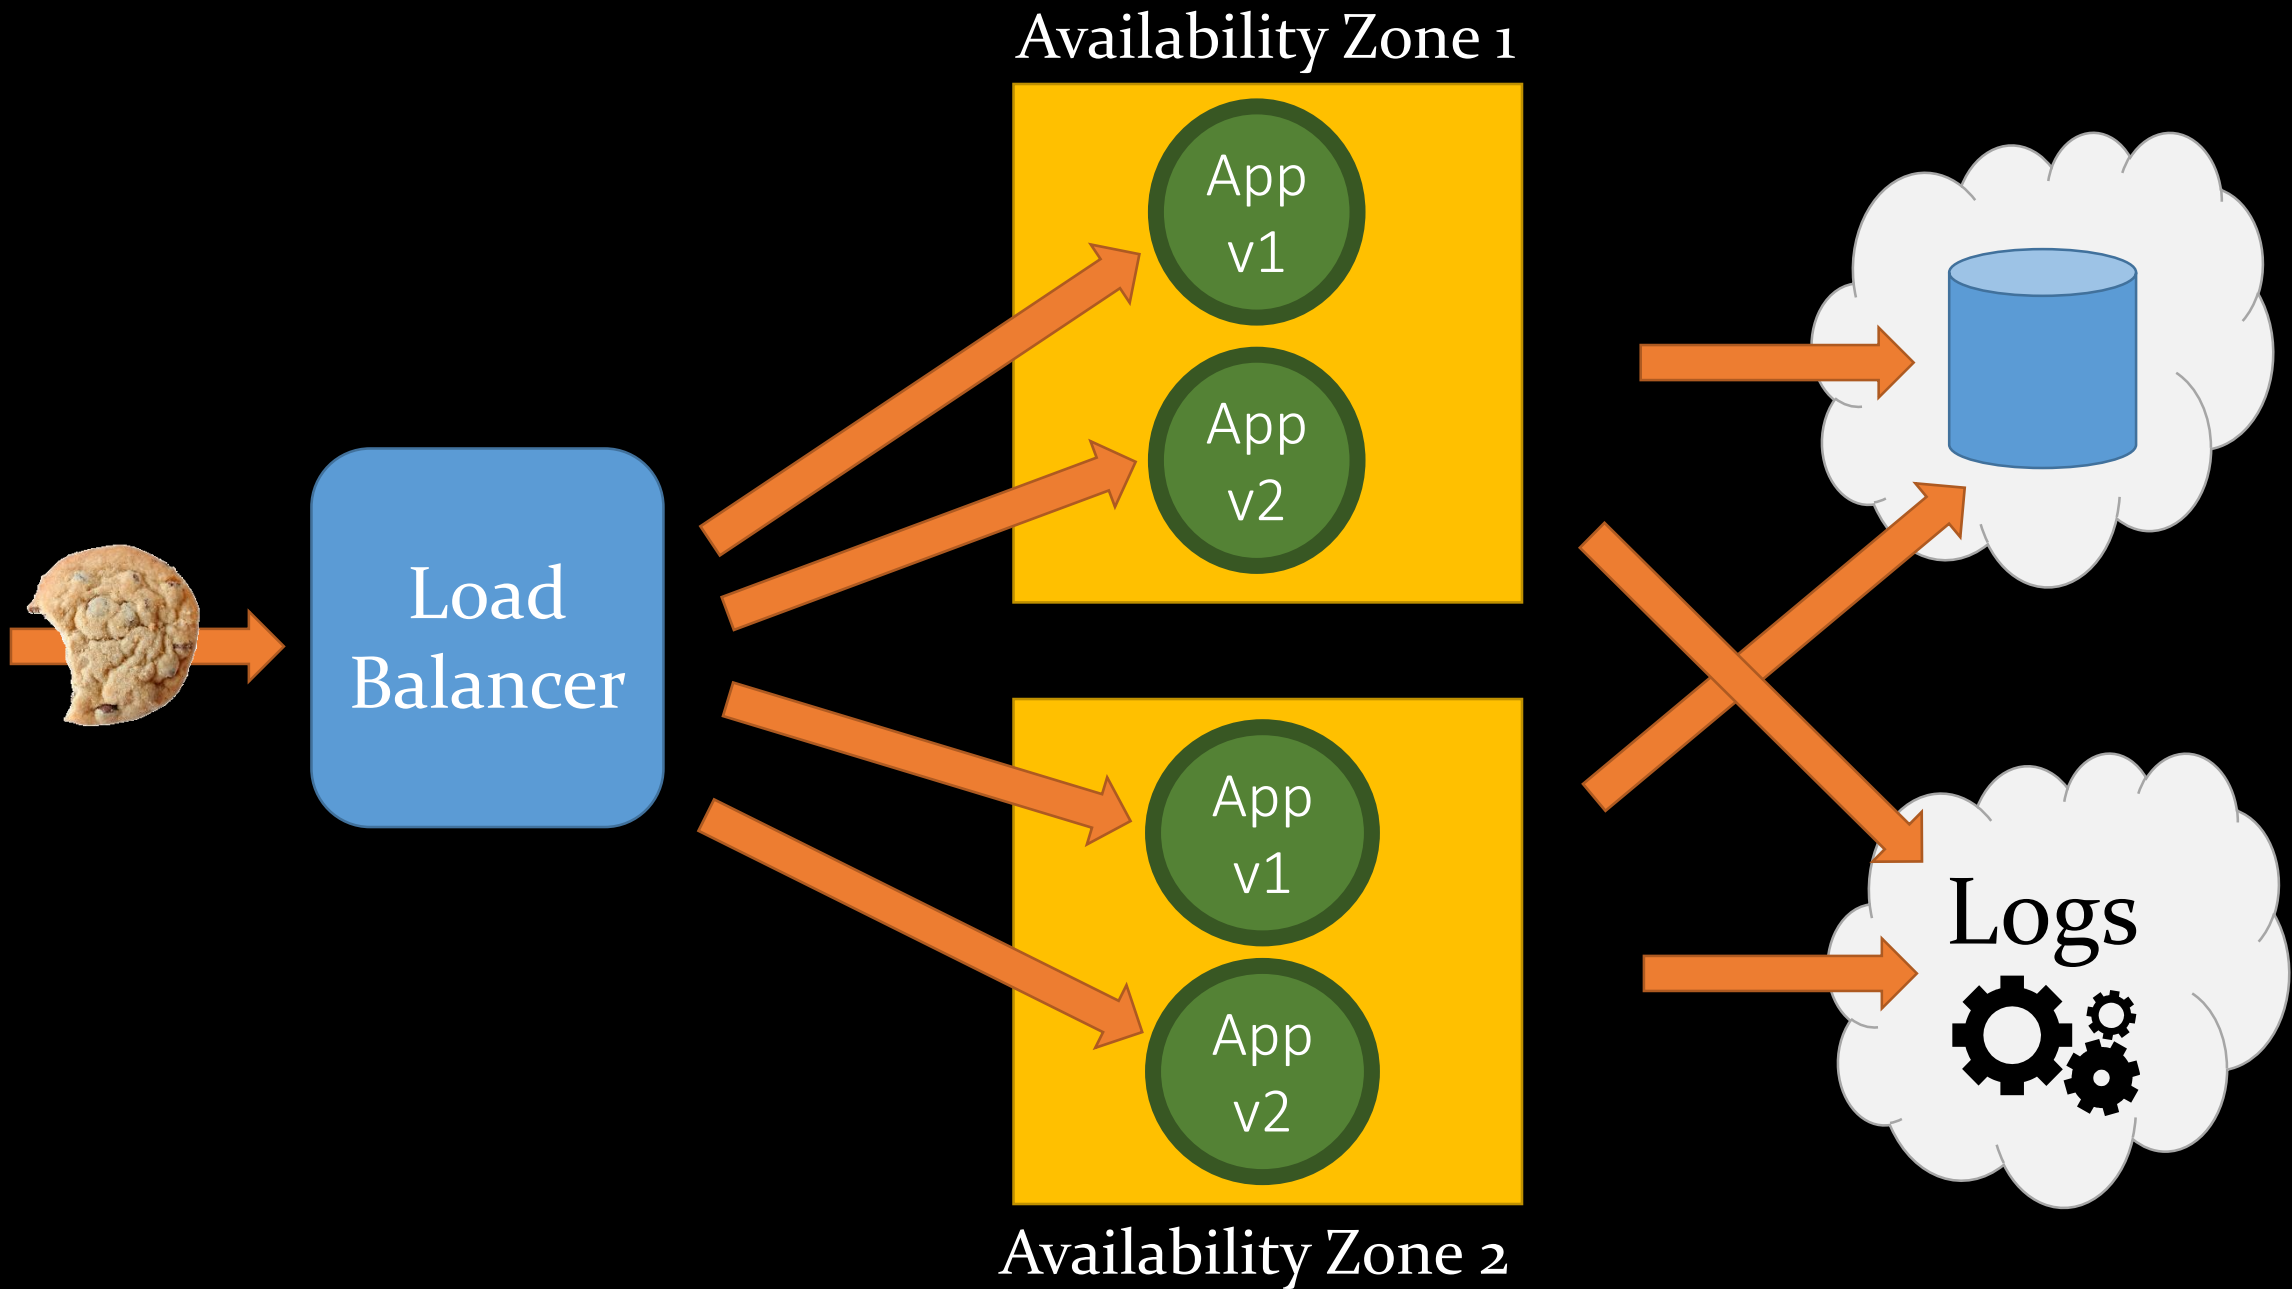 Availability Zone 1
App
v1
App
v2
Load
Balancer
App
v1
App
v2
Logs
Availability Zone 2